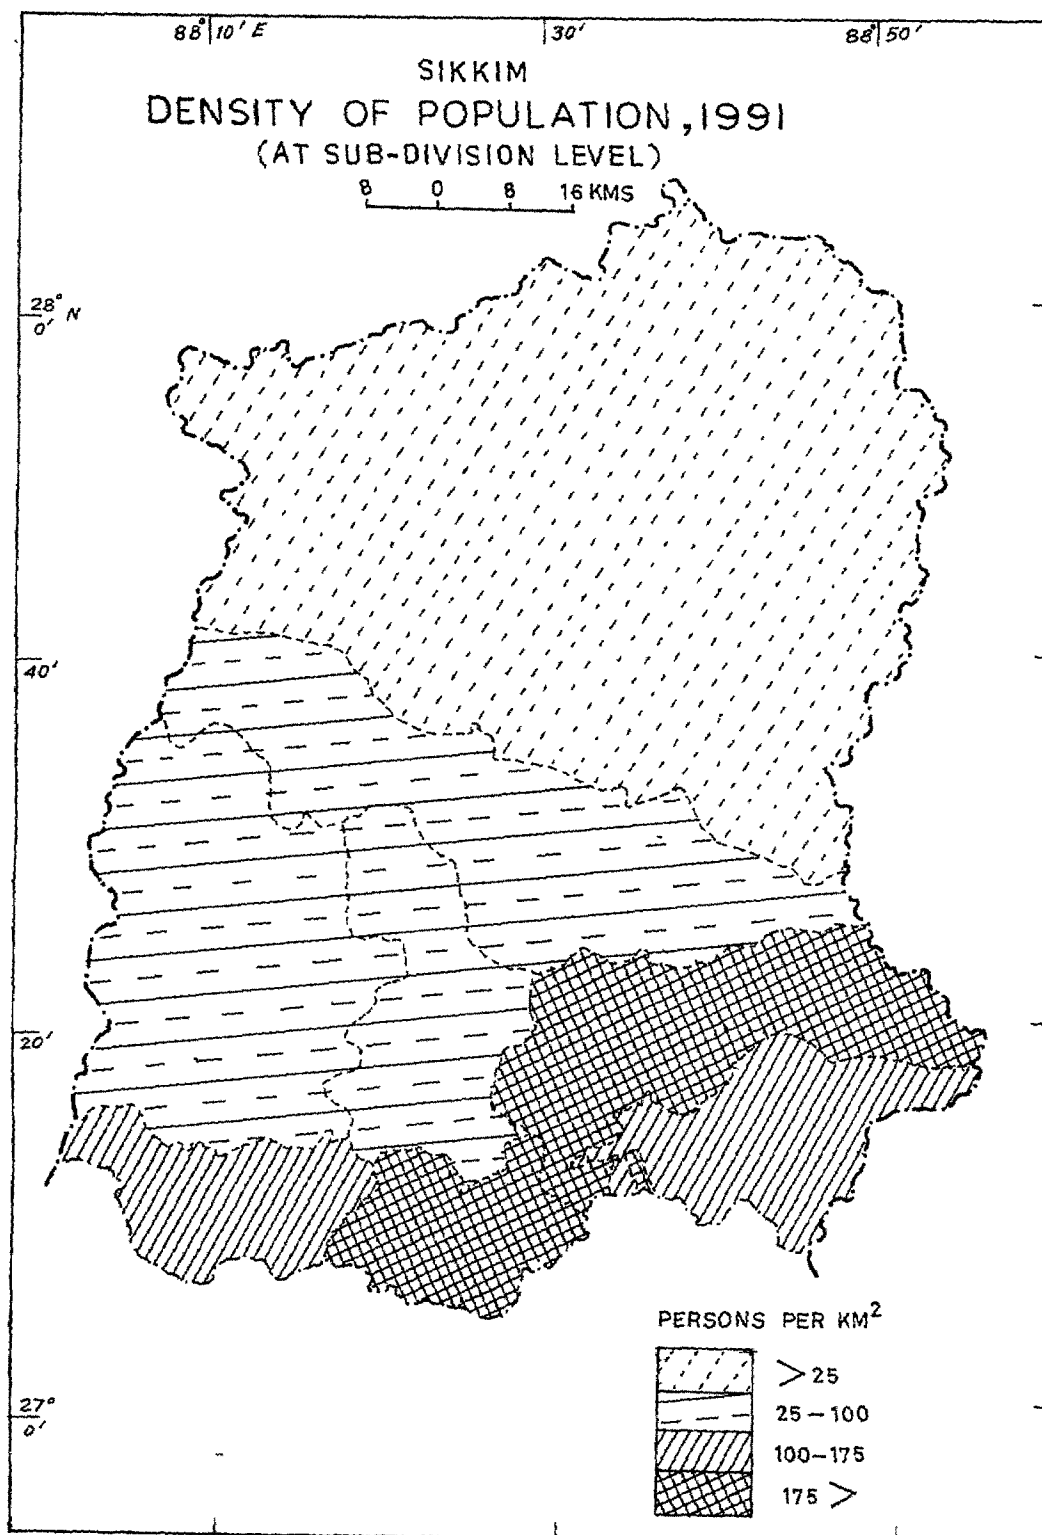 88° 10' E 30' 88° 50'
SIKKIM
DENSITY OF POPULATION, 1991
(AT SUB-DIVISION LEVEL)
8 0 8 16 KMS
28° 0' N
40'
20'
27° 0'
PERSONS PER KM²
> 25
25 – 100
100 – 175
175 >